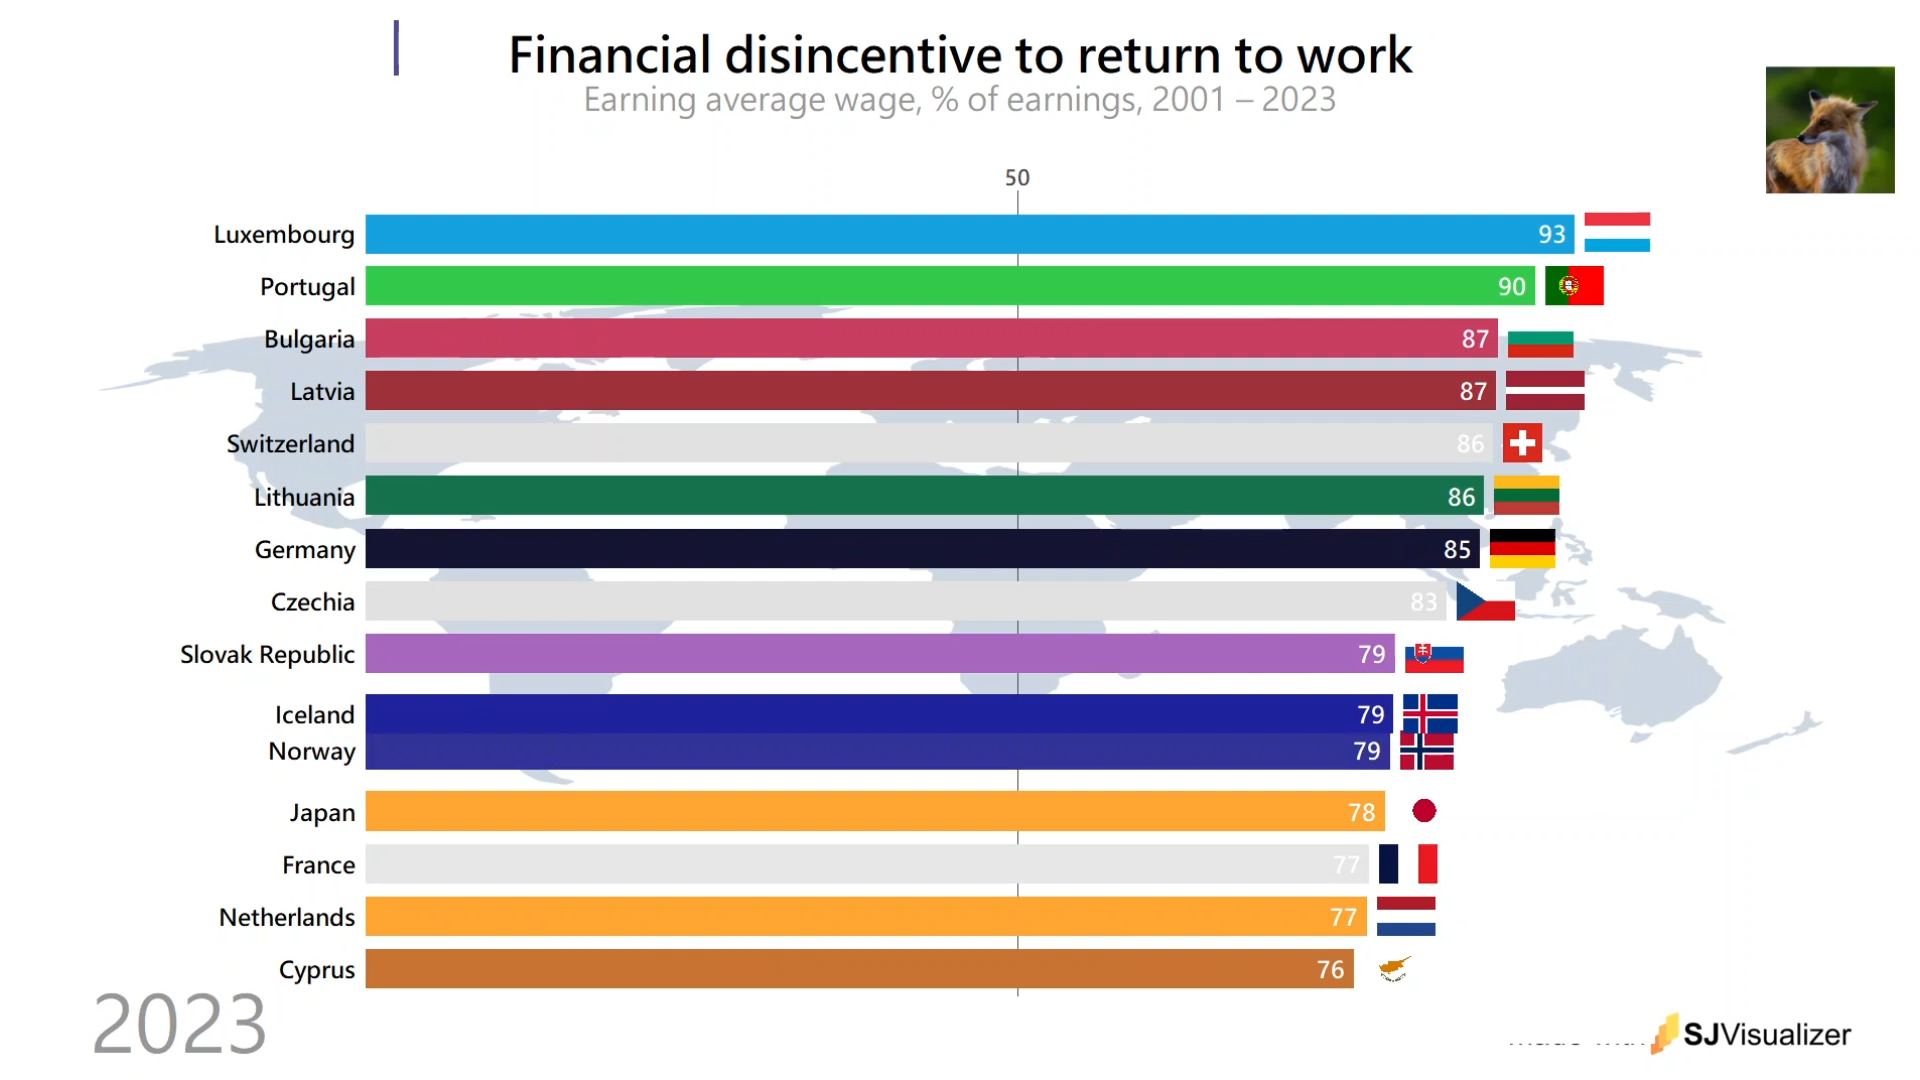 Financial disincentive to return to work
Earning average wage, % of earnings, 2001 – 2023
50
Luxembourg 93
Portugal 90
Bulgaria 87
Latvia 87
Switzerland 86
Lithuania 86
Germany 85
Czechia 83
Slovak Republic 79
Iceland 79
Norway 79
Japan 78
France 77
Netherlands 77
Cyprus 76
2023
SJVisualizer